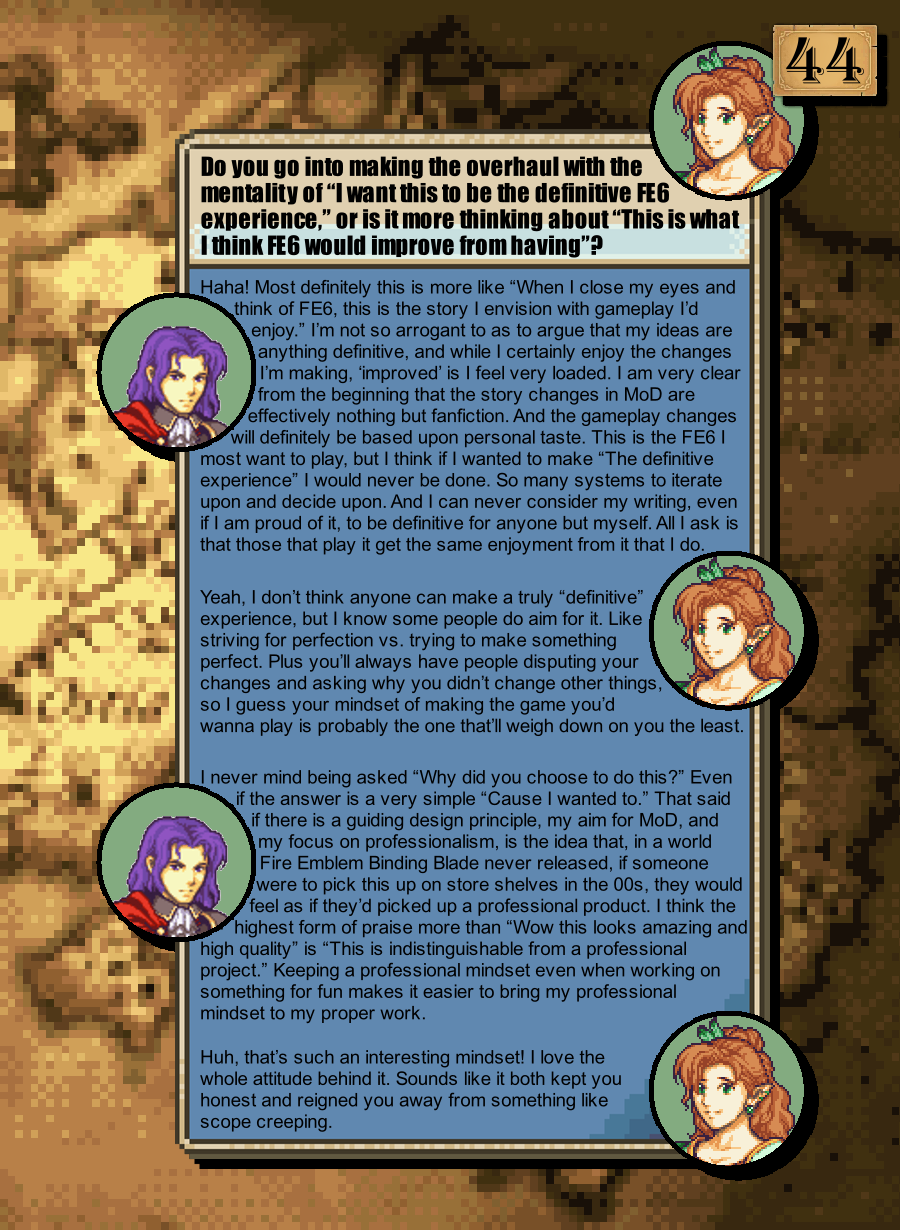 44
Do you go into making the overhaul with the
mentality of “I want this to be the definitive FE6
experience,” or is it more thinking about “This is what
I think FE6 would improve from having”?
Haha! Most definitely this is more like “When I close my eyes and
think of FE6, this is the story I envision with gameplay I’d
enjoy.” I’m not so arrogant to as to argue that my ideas are
anything definitive, and while I certainly enjoy the changes
I’m making, ‘improved’ is I feel very loaded. I am very clear
from the beginning that the story changes in MoD are
effectively nothing but fanfiction. And the gameplay changes
will definitely be based upon personal taste. This is the FE6 I
most want to play, but I think if I wanted to make “The definitive
experience” I would never be done. So many systems to iterate
upon and decide upon. And I can never consider my writing, even
if I am proud of it, to be definitive for anyone but myself. All I ask is
that those that play it get the same enjoyment from it that I do.
Yeah, I don’t think anyone can make a truly “definitive”
experience, but I know some people do aim for it. Like
striving for perfection vs. trying to make something
perfect. Plus you’ll always have people disputing your
changes and asking why you didn’t change other things,
so I guess your mindset of making the game you’d
wanna play is probably the one that’ll weigh down on you the least.
I never mind being asked “Why did you choose to do this?” Even
if the answer is a very simple “Cause I wanted to.” That said
if there is a guiding design principle, my aim for MoD, and
my focus on professionalism, is the idea that, in a world
Fire Emblem Binding Blade never released, if someone
were to pick this up on store shelves in the 00s, they would
feel as if they’d picked up a professional product. I think the
highest form of praise more than “Wow this looks amazing and
high quality” is “This is indistinguishable from a professional
project.” Keeping a professional mindset even when working on
something for fun makes it easier to bring my professional
mindset to my proper work.
Huh, that’s such an interesting mindset! I love the
whole attitude behind it. Sounds like it both kept you
honest and reigned you away from something like
scope creeping.